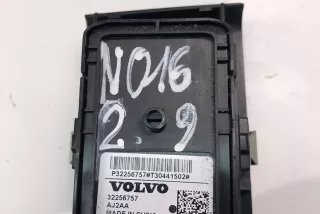 NO16
2.9
P32256757#T30441502#
VOLVO
32256757
AJ2AA
MADE IN CHINA